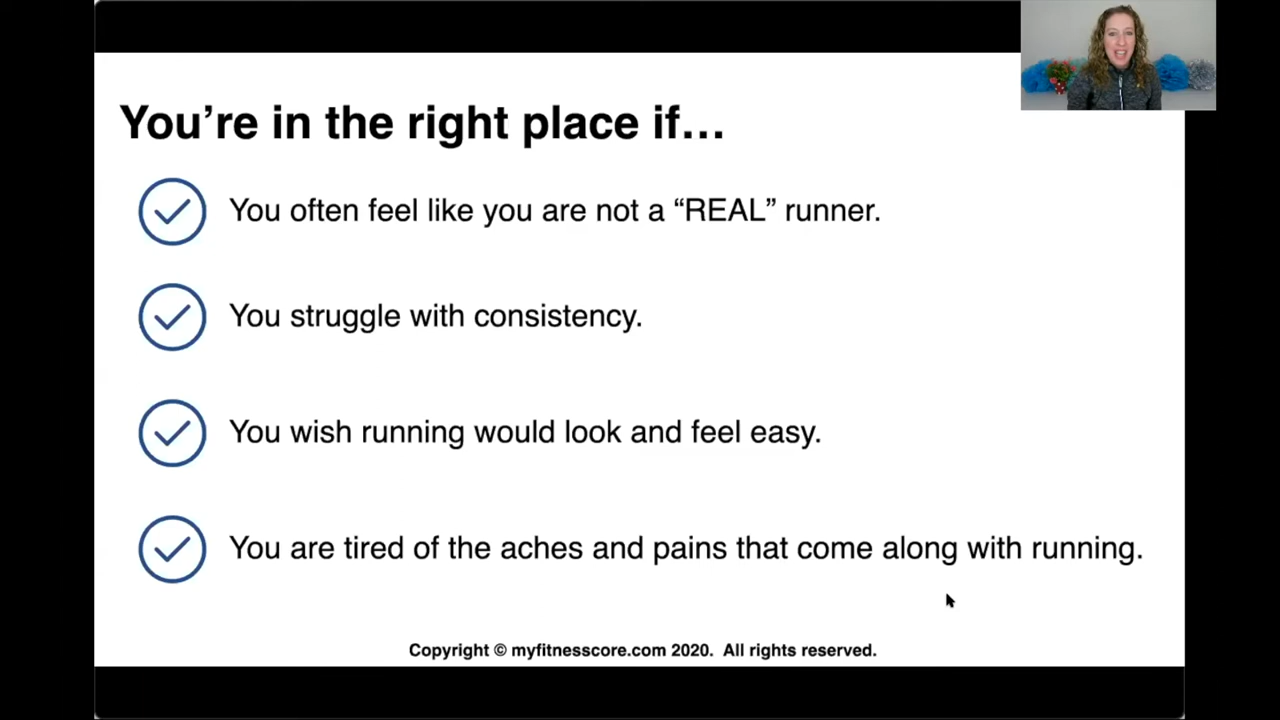 You're in the right place if…
You often feel like you are not a “REAL” runner.
You struggle with consistency.
You wish running would look and feel easy.
You are tired of the aches and pains that come along with running.
Copyright © myfitnesscore.com 2020.  All rights reserved.